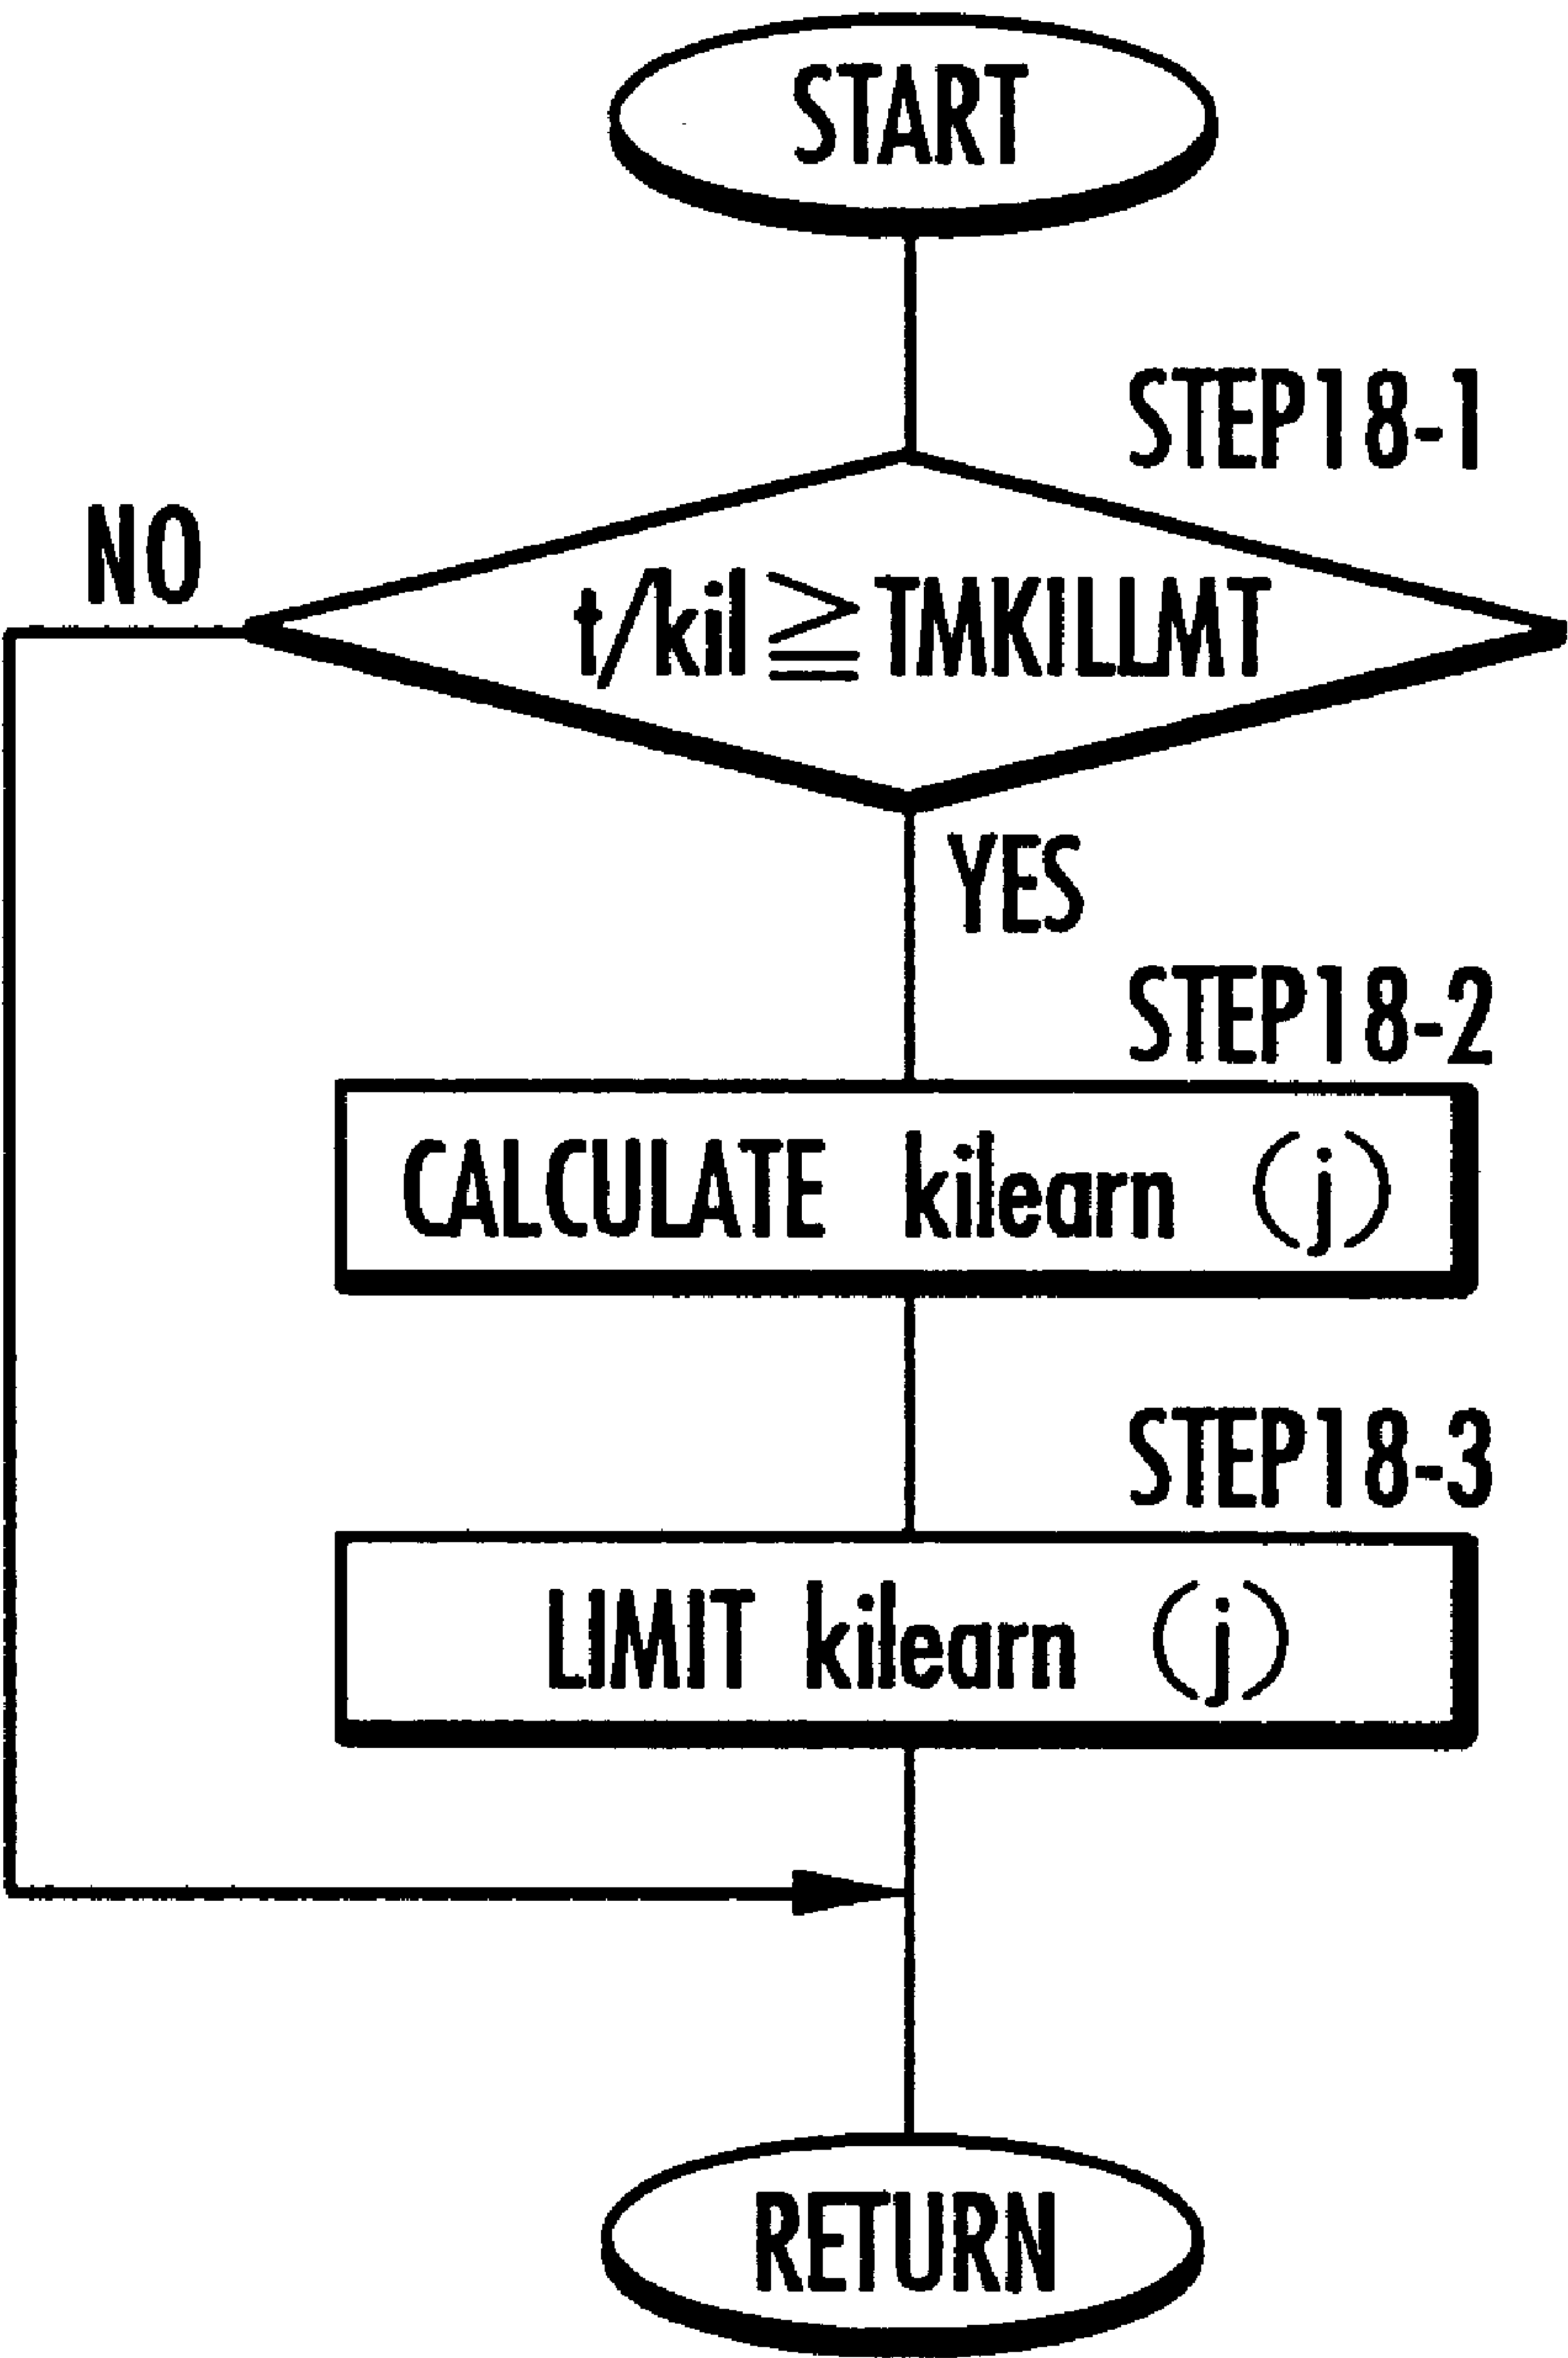 START
STEP18-1
NO
t/kil≧TMKILLMT
YES
STEP18-2
CALCULATE kilearn (j)
STEP18-3
LIMIT kilearn (j)
RETURN